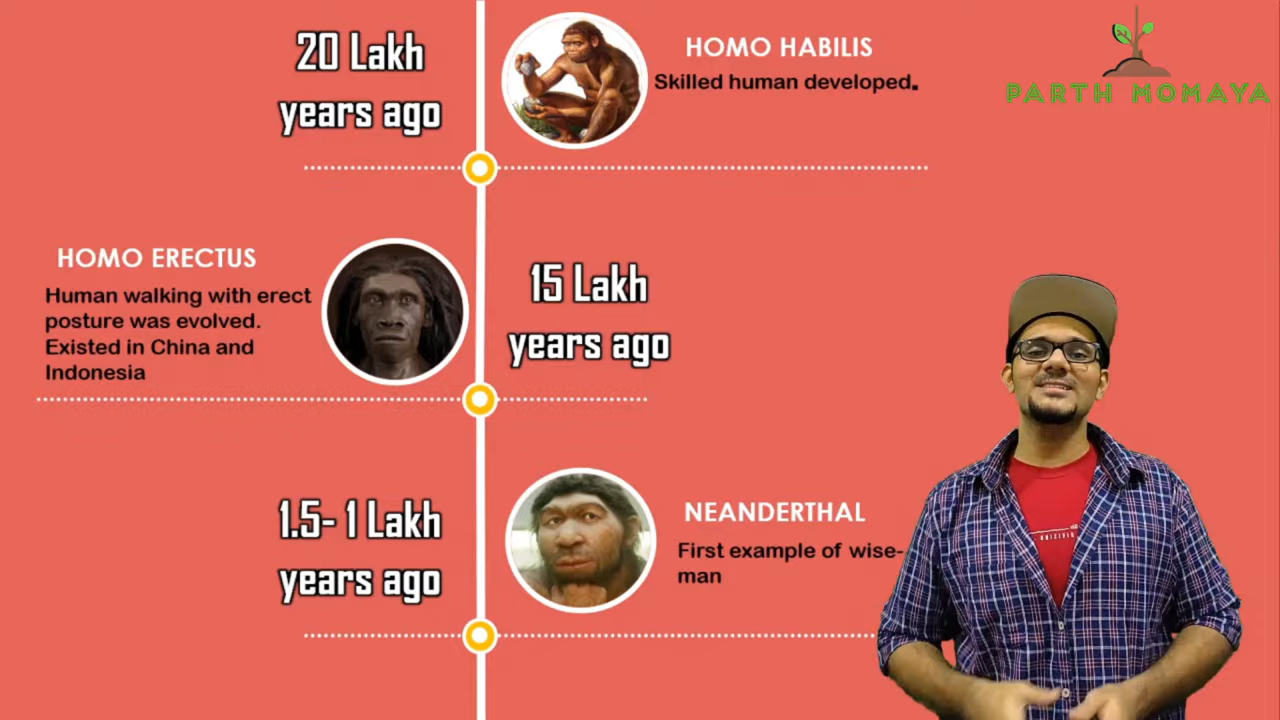 20 Lakh
years ago
HOMO HABILIS
Skilled human developed.
PARTH MOMAYA
HOMO ERECTUS
Human walking with erect
posture was evolved.
Existed in China and
Indonesia
15 Lakh
years ago
1.5- 1 Lakh
years ago
NEANDERTHAL
First example of wise-
man